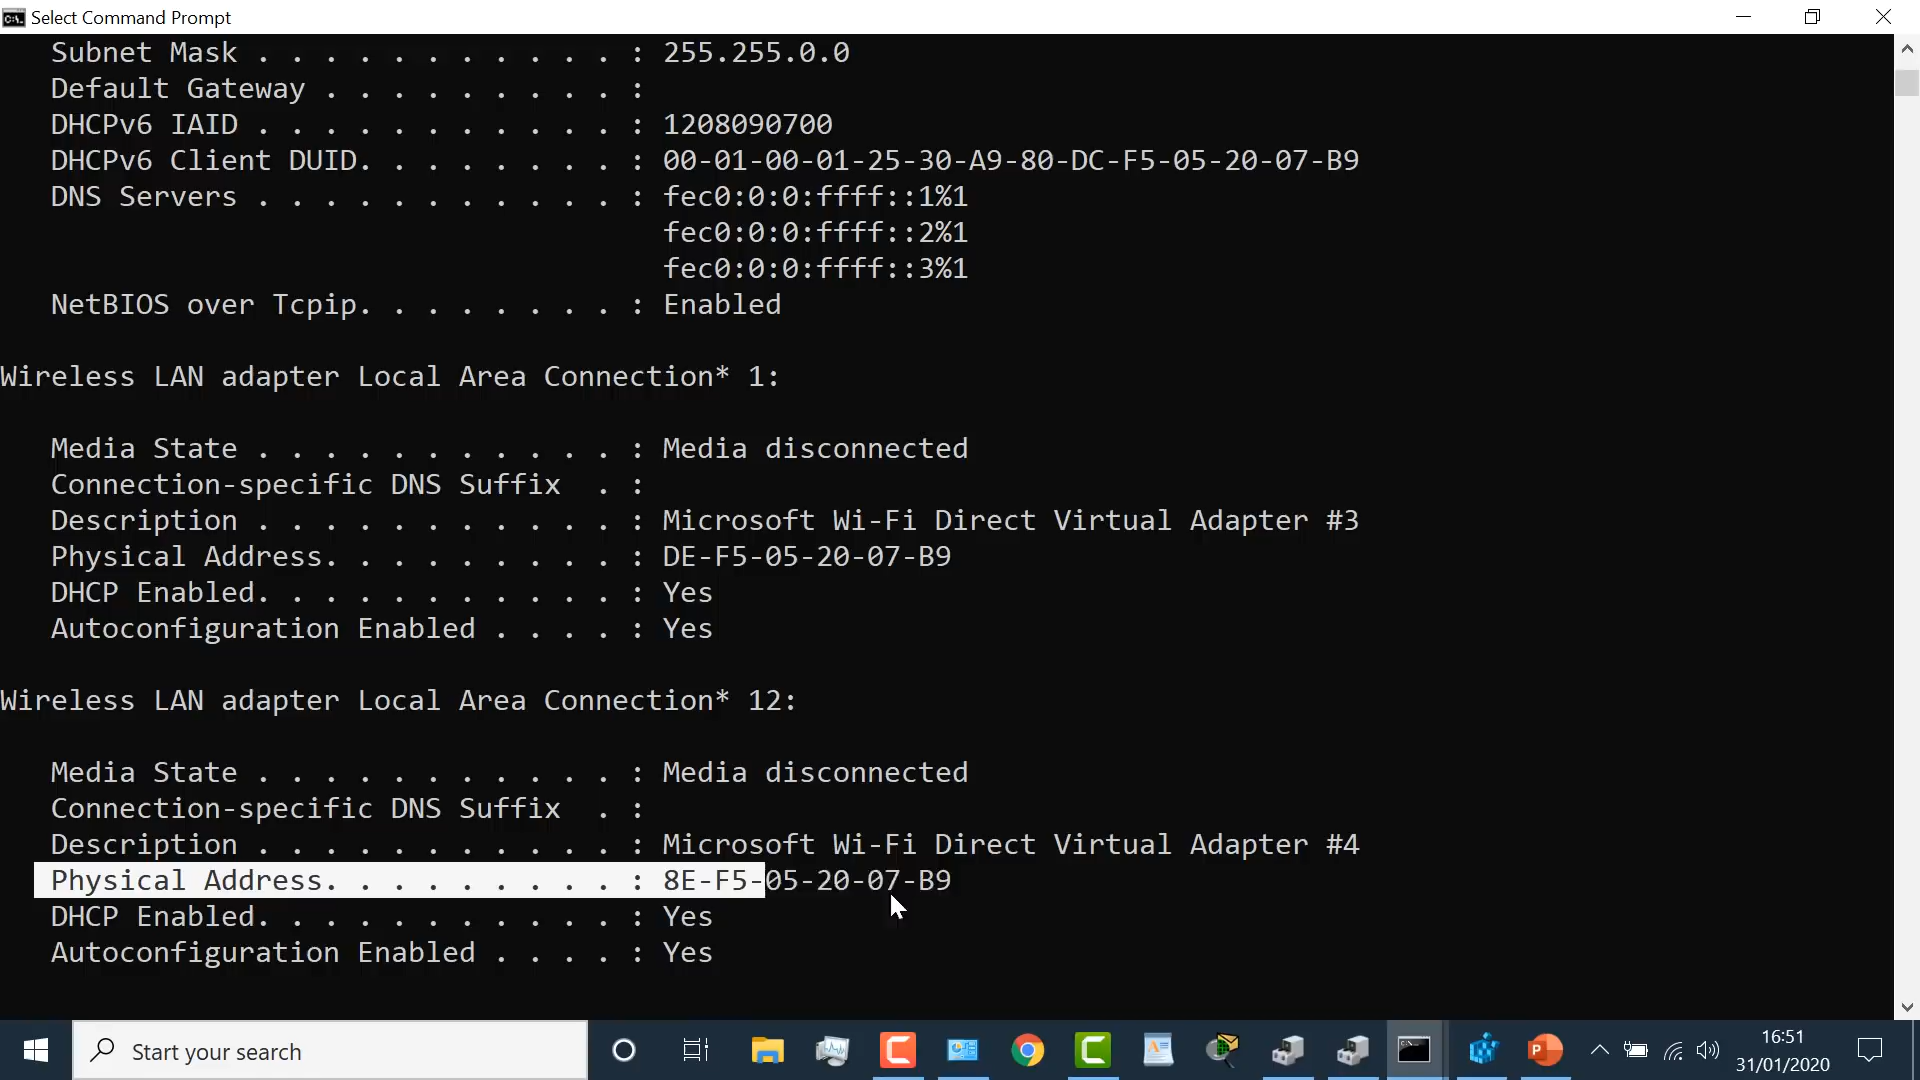 Select Command Prompt
Subnet Mask . . . . . . . . . . . : 255.255.0.0
Default Gateway . . . . . . . . . :
DHCPv6 IAID . . . . . . . . . . . : 1208090700
DHCPv6 Client DUID. . . . . . . . : 00-01-00-01-25-30-A9-80-DC-F5-05-20-07-B9
DNS Servers . . . . . . . . . . . : fec0:0:0:ffff::1%1
fec0:0:0:ffff::2%1
fec0:0:0:ffff::3%1
NetBIOS over Tcpip. . . . . . . . : Enabled
Wireless LAN adapter Local Area Connection* 1:
Media State . . . . . . . . . . . : Media disconnected
Connection-specific DNS Suffix  . :
Description . . . . . . . . . . . : Microsoft Wi-Fi Direct Virtual Adapter #3
Physical Address. . . . . . . . . : DE-F5-05-20-07-B9
DHCP Enabled. . . . . . . . . . . : Yes
Autoconfiguration Enabled . . . . : Yes
Wireless LAN adapter Local Area Connection* 12:
Media State . . . . . . . . . . . : Media disconnected
Connection-specific DNS Suffix  . :
Description . . . . . . . . . . . : Microsoft Wi-Fi Direct Virtual Adapter #4
Physical Address. . . . . . . . . : 8E-F5-05-20-07-B9
DHCP Enabled. . . . . . . . . . . : Yes
Autoconfiguration Enabled . . . . : Yes
Start your search
16:51
31/01/2020